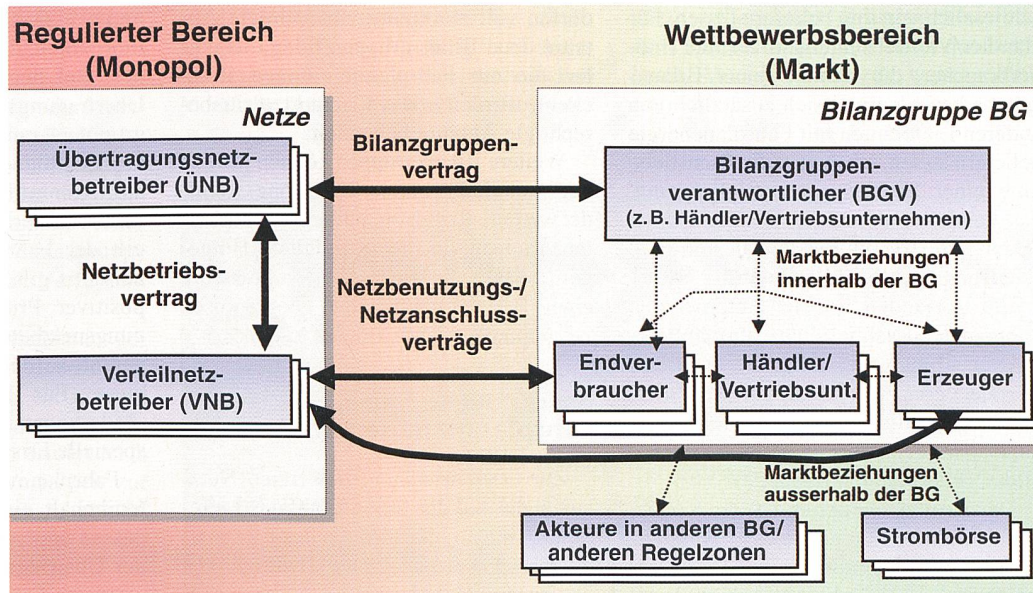 Regulierter Bereich
(Monopol)
Wettbewerbsbereich
(Markt)
Netze
Bilanzgruppe BG
Übertragungsnetz-
betreiber (ÜNB)
Bilanzgruppen-
vertrag
Bilanzgruppen-
verantwortlicher (BGV)
(z.B. Händler/Vertriebsunternehmen)
Netzbetriebs-
vertrag
Netzbenutzungs-/
Netzanschluss-
verträge
Marktbeziehungen
innerhalb der BG
Verteilnetz-
betreiber (VNB)
Endver-
braucher
Händler/
Vertriebsunt.
Erzeuger
Marktbeziehungen
ausserhalb der BG
Akteure in anderen BG/
anderen Regelzonen
Strombörse